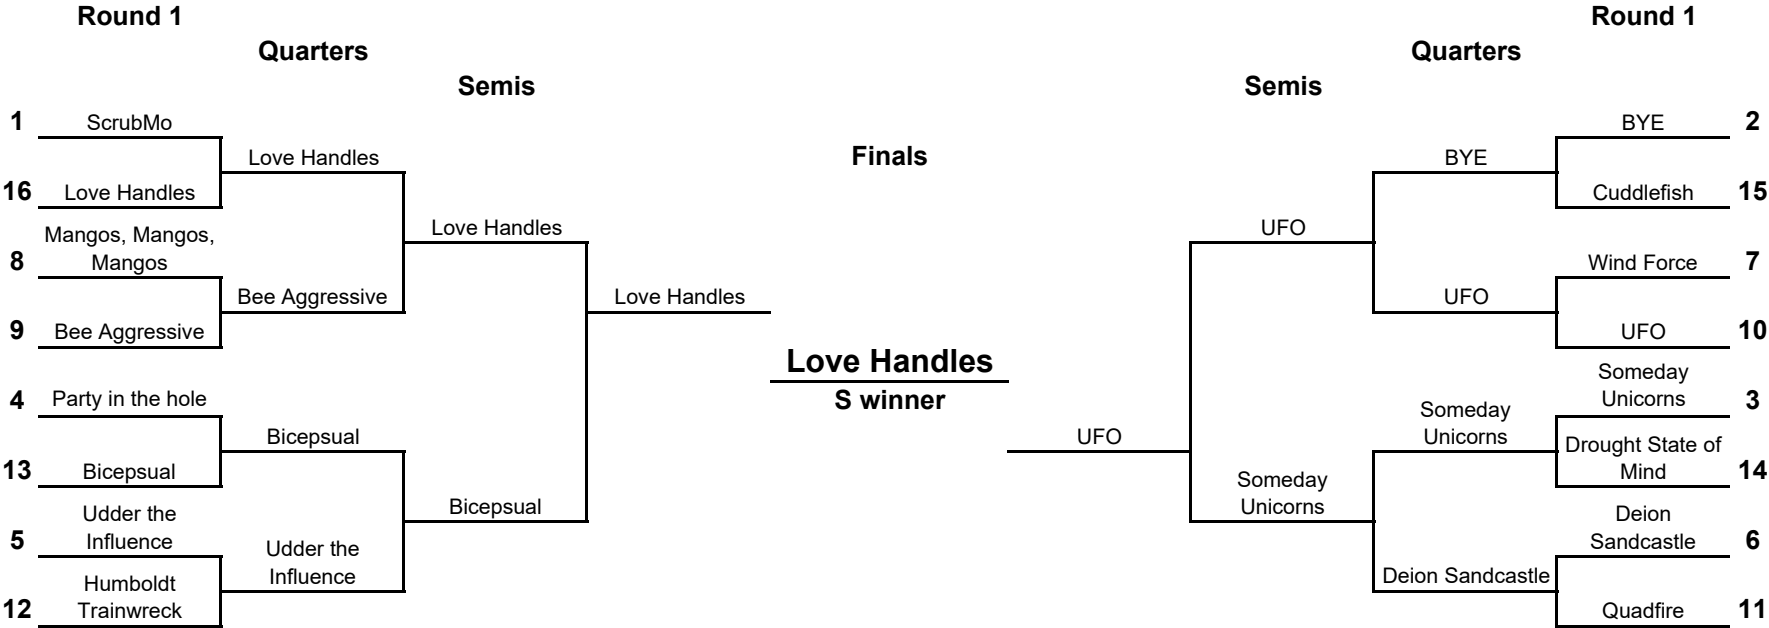 Round 1
Round 1
Quarters
Quarters
Semis
Semis
1
ScrubMo
BYE
2
Love Handles
Finals
BYE
16
Love Handles
Cuddlefish
15
Love Handles
UFO
Mangos, Mangos,
Mangos
8
Wind Force
7
Bee Aggressive
Love Handles
UFO
9
Bee Aggressive
UFO
10
Love Handles
S winner
4
Party in the hole
Someday
Unicorns
3
Bicepsual
UFO
Someday
Unicorns
13
Bicepsual
Drought State of
Mind
14
Bicepsual
Someday
Unicorns
5
Udder the
Influence
Deion
Sandcastle
6
Udder the
Influence
Deion Sandcastle
12
Humboldt
Trainwreck
Quadfire
11